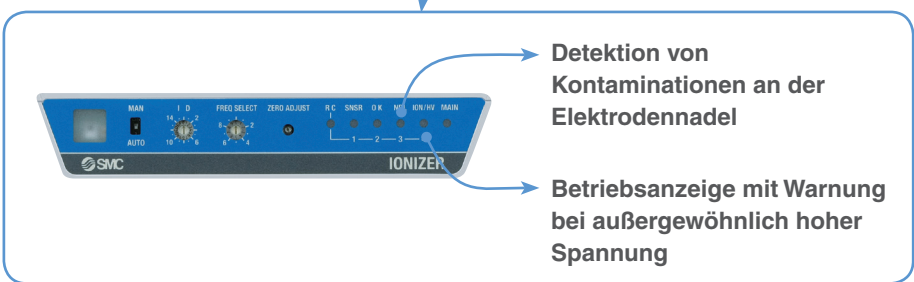 Detektion von
Kontaminationen an der
Elektrodennadel
MAN
I D
FREQ SELECT
ZERO ADJUST
R C SNSR O K ION/HV MAIN
14 2
8 2
AUTO
10 6
6 4
1 2 3
SMC
IONIZER
Betriebsanzeige mit Warnung
bei außergewöhnlich hoher
Spannung